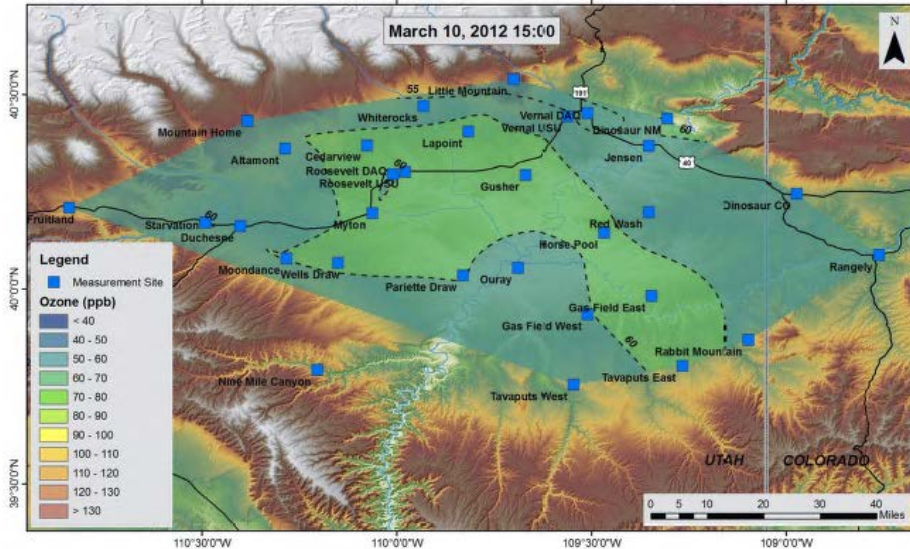 March 10, 2012 15:00
N
40°30'0"N
40°0'0"N
39°30'0"N
55
Little Mountain
191
Whiterocks
Vernal DAQ
Vernal USU
Dinosaur NM
60
Mountain Home
Lapoint
Altamont
Cedarview
Jensen
40
60
Roosevelt DAQ
Roosevelt USU
Gusher
Dinosaur CO
Fruitland
60
Starvation
Duchesne
Myton
Red Wash
Horse Pool
Moondance
Wells Draw
Pariette Draw
Ouray
Rangely
Gas Field East
Gas Field West
60
Rabbit Mountain
Nine Mile Canyon
Tavaputs East
Tavaputs West
UTAH
COLORADO
Legend
Measurement Site
Ozone (ppb)
< 40
40 - 50
50 - 60
60 - 70
70 - 80
80 - 90
90 - 100
100 - 110
110 - 120
120 - 130
> 130
0 5 10 20 30 40
Miles
110°30'0"W
110°0'0"W
109°30'0"W
109°0'0"W